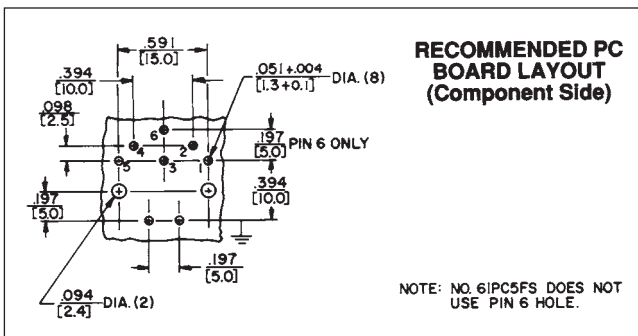 RECOMMENDED PC
BOARD LAYOUT
(Component Side)
.591
[15.0]
.394
[10.0]
.051+.004 DIA. (8)
[1.3+0.1]
.098
[2.5]
.197 PIN 6 ONLY
[5.0]
6
4 2
5 3 1
.394
[10.0]
.197
[5.0]
.197
[5.0]
.094 DIA. (2)
[2.4]
NOTE: NO. 61PC5FS DOES NOT
USE PIN 6 HOLE.